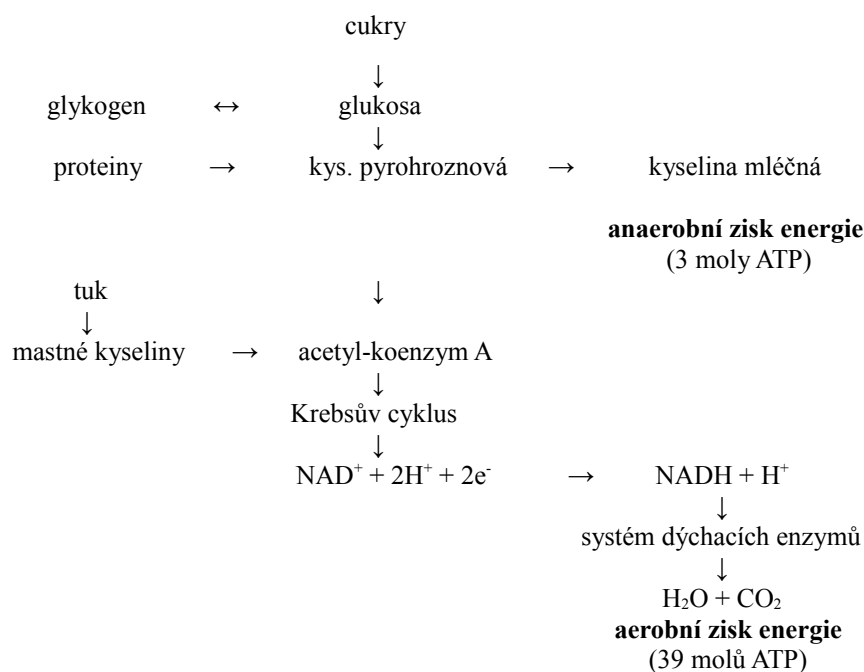 cukry
↓
glykogen ↔ glukosa
↓
proteiny → kys. pyrohroznová → kyselina mléčná
anaerobní zisk energie
(3 moly ATP)
tuk ↓
↓
mastné kyseliny → acetyl-koenzym A
↓
Krebsův cyklus
↓
NAD⁺ + 2H⁺ + 2e⁻ → NADH + H⁺
↓
systém dýchacích enzymů
↓
H₂O + CO₂
aerobní zisk energie
(39 molů ATP)